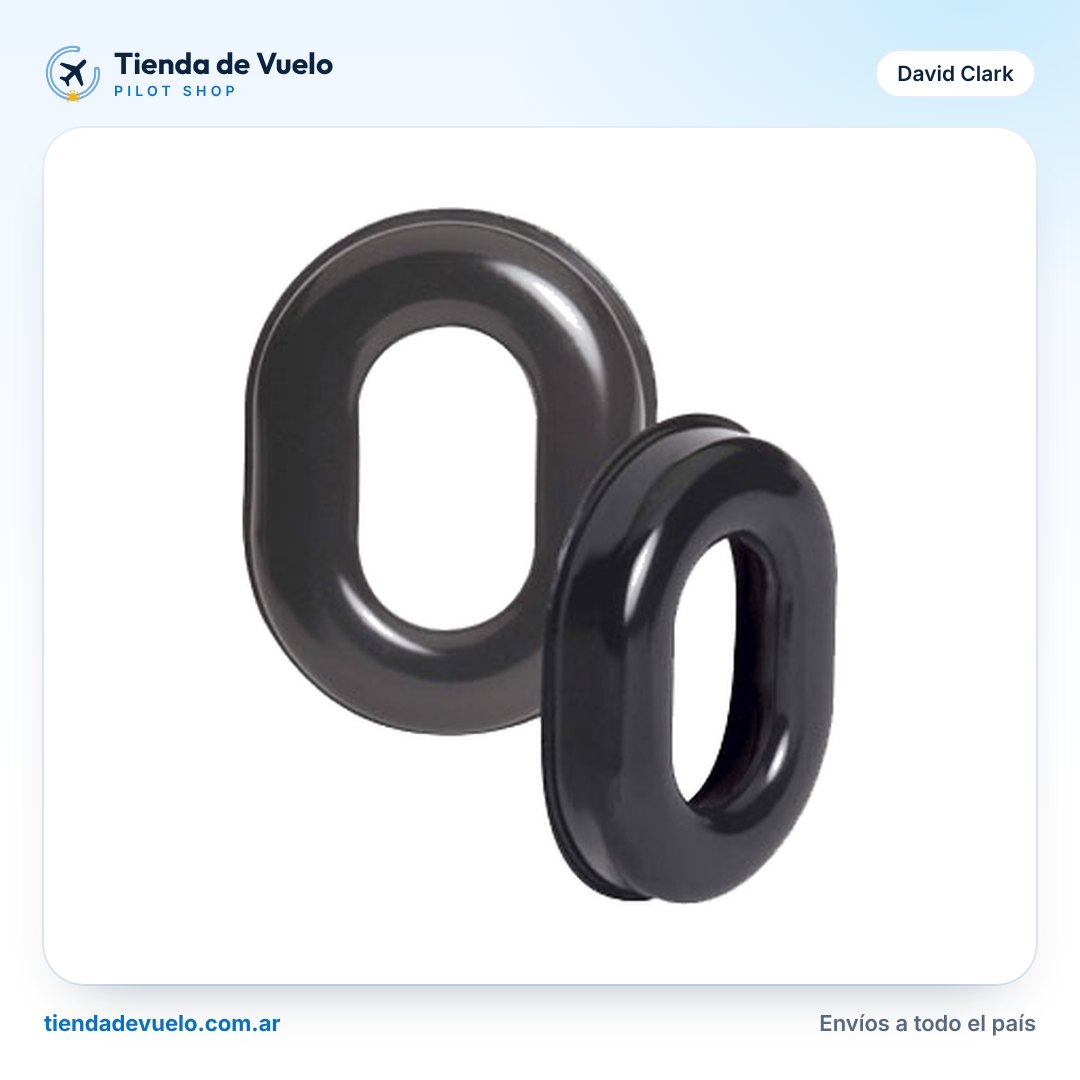 Tienda de Vuelo
PILOT SHOP
David Clark
tiendadevuelo.com.ar
Envíos a todo el país